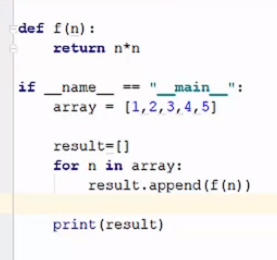 def f(n):
    return n*n
if __name__ == "__main__":
    array = [1,2,3,4,5]
    result=[]
    for n in array:
        result.append(f(n))
    print(result)